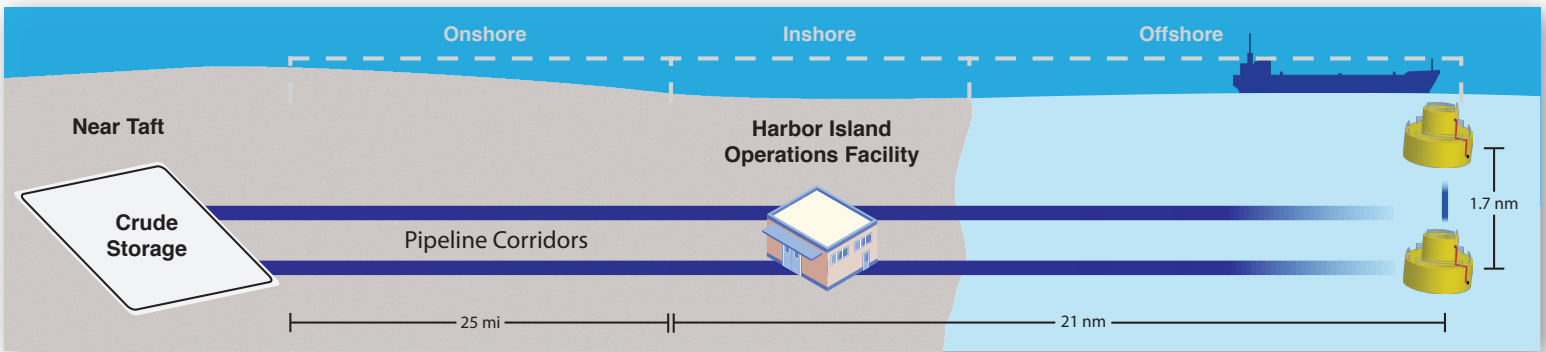 Onshore
Inshore
Offshore
Near Taft
Harbor Island
Operations Facility
Crude
Storage
Pipeline Corridors
1.7 nm
25 mi
21 nm